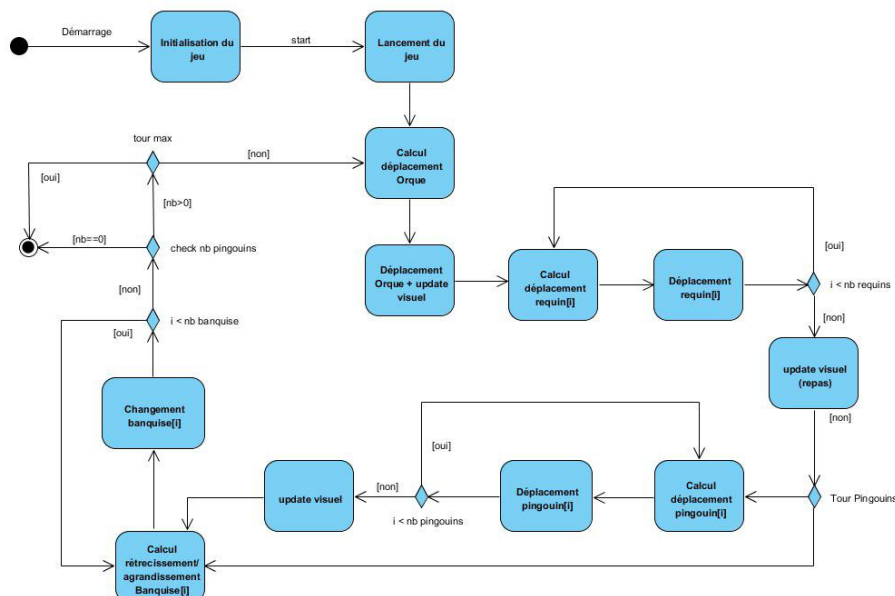 Démarrage
Initialisation du
jeu
start
Lancement du
jeu
tour max
[oui]
[non]
[nb>0]
Calcul
déplacement
Orque
[nb==0]
check nb pingouins
[non]
Déplacement
Orque + update
visuel
Calcul
déplacement
requin[i]
Déplacement
requin[i]
[oui]
i < nb requins
[non]
i < nb banquise
[oui]
update visuel
(repas)
[non]
Changement
banquise[i]
[oui]
update visuel
[non]
i < nb pingouins
Déplacement
pingouin[i]
Calcul
déplacement
pingouin[i]
Tour Pingouins
Calcul
rétrecissement/
agrandissement
Banquise[i]